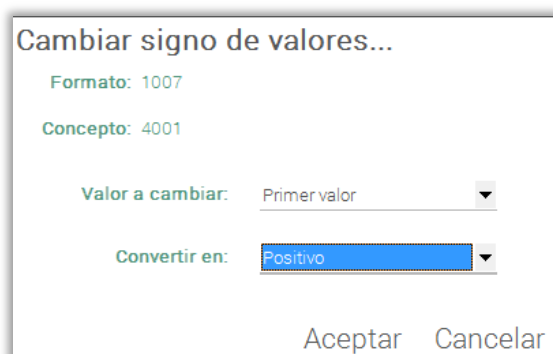 Cambiar signo de valores...
Formato: 1007
Concepto: 4001
Valor a cambiar: Primer valor
Convertir en: Positivo
Aceptar Cancelar